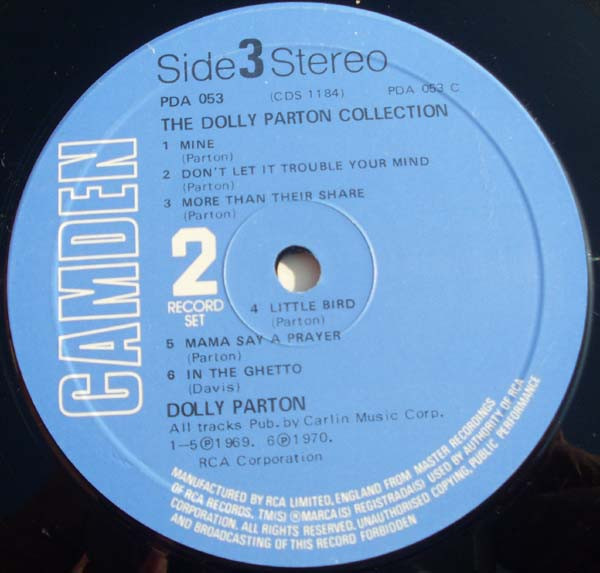 Side 3 Stereo
PDA 053 (CDS 1184) PDA 053 C
THE DOLLY PARTON COLLECTION
1 MINE
(Parton)
2 DON'T LET IT TROUBLE YOUR MIND
(Parton)
3 MORE THAN THEIR SHARE
(Parton)
CAMDEN
2
RECORD
SET
4 LITTLE BIRD
(Parton)
5 MAMA SAY A PRAYER
(Parton)
6 IN THE GHETTO
(Davis)
DOLLY PARTON
All tracks Pub. by Carlin Music Corp.
1–5Ⓟ1969. 6Ⓟ1970.
RCA Corporation
MANUFACTURED BY RCA LIMITED, ENGLAND FROM MASTER RECORDINGS
OF RCA RECORDS. TM(S) ® MARCA(S) REGISTRADA(S) USED BY AUTHORITY OF RCA
CORPORATION. ALL RIGHTS RESERVED. UNAUTHORISED COPYING, PUBLIC PERFORMANCE
AND BROADCASTING OF THIS RECORD FORBIDDEN